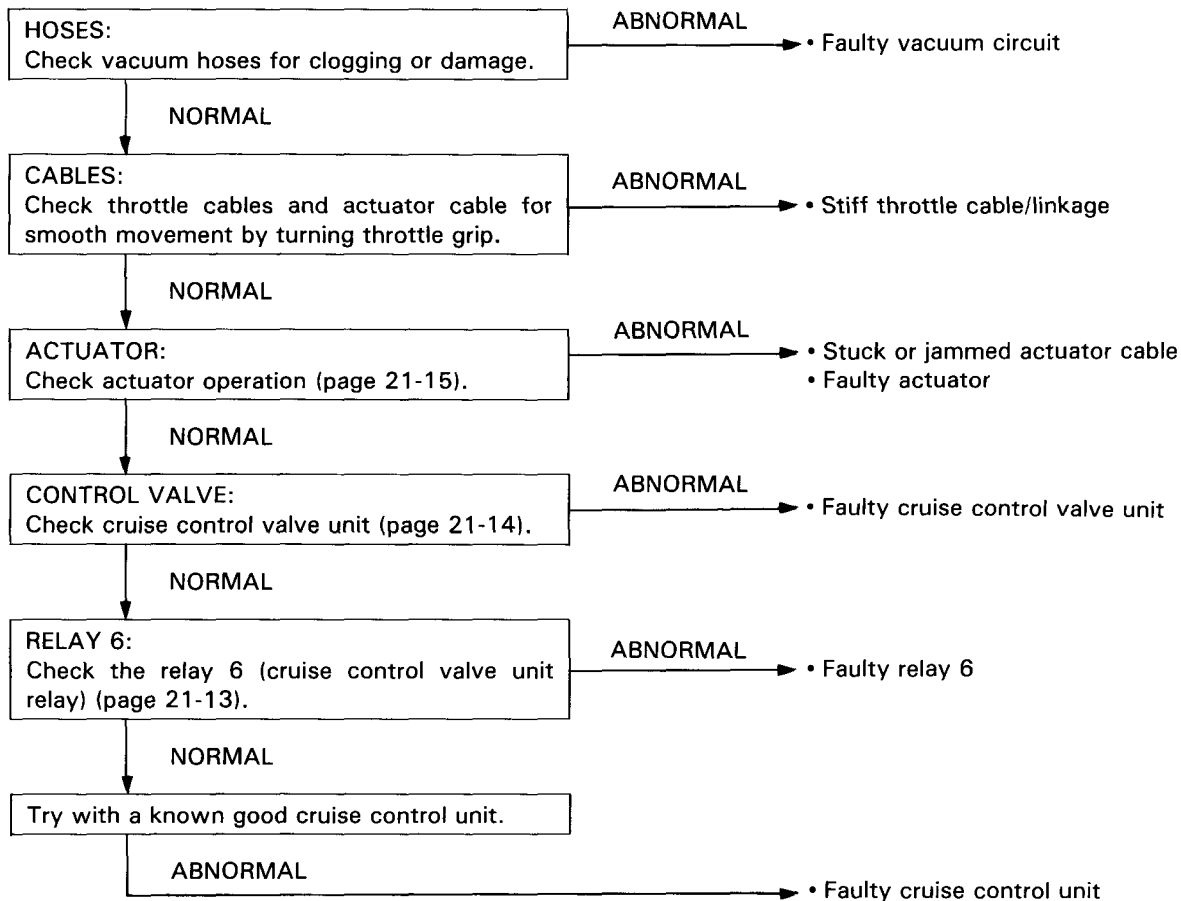 HOSES:
Check vacuum hoses for clogging or damage.
ABNORMAL
• Faulty vacuum circuit
NORMAL
CABLES:
Check throttle cables and actuator cable for
smooth movement by turning throttle grip.
ABNORMAL
• Stiff throttle cable/linkage
NORMAL
ACTUATOR:
Check actuator operation (page 21-15).
ABNORMAL
• Stuck or jammed actuator cable
• Faulty actuator
NORMAL
CONTROL VALVE:
Check cruise control valve unit (page 21-14).
ABNORMAL
• Faulty cruise control valve unit
NORMAL
RELAY 6:
Check the relay 6 (cruise control valve unit
relay) (page 21-13).
ABNORMAL
• Faulty relay 6
NORMAL
Try with a known good cruise control unit.
ABNORMAL
• Faulty cruise control unit